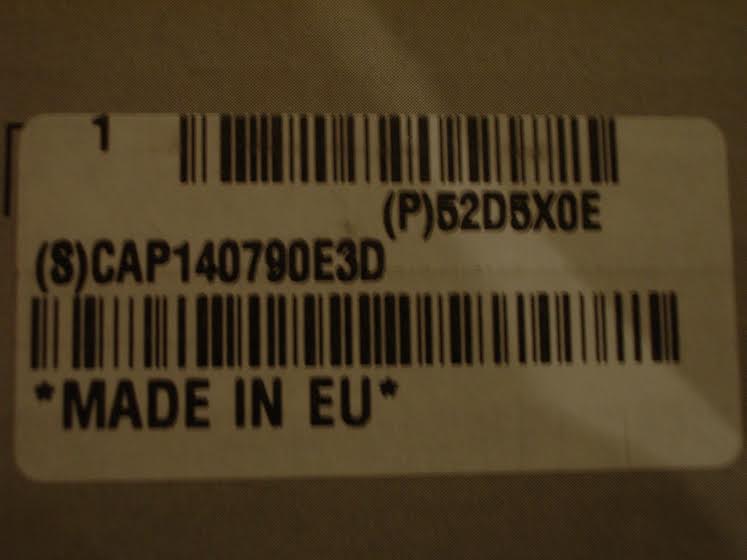 1
(P)52D5X0E
(S)CAP140790E3D
*MADE IN EU*